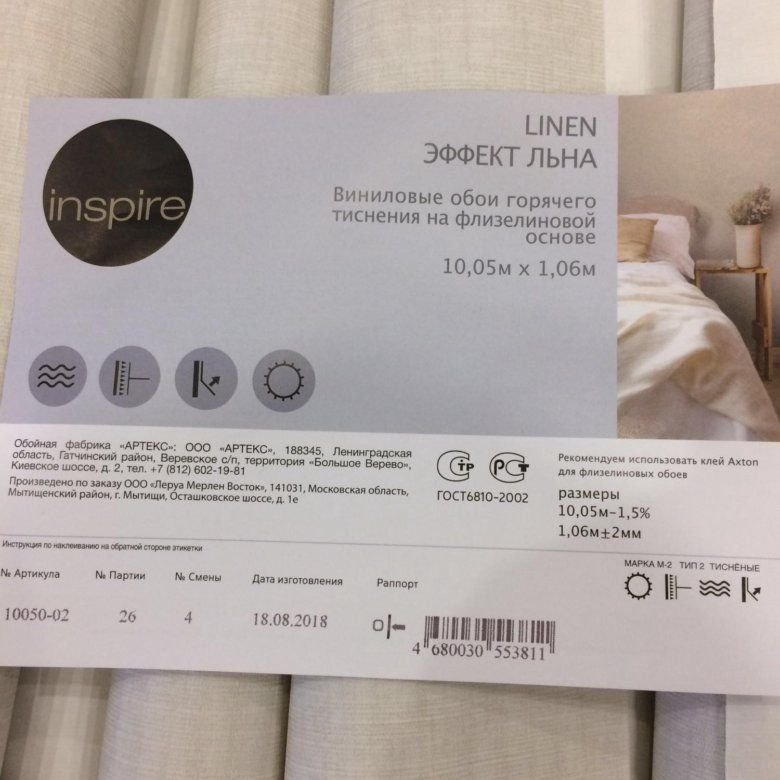 inspire
LINEN
ЭФФЕКТ ЛЬНА
Виниловые обои горячего
тиснения на флизелиновой
основе
10,05м x 1,06м
Обойная фабрика «АРТЕКС»: ООО «АРТЕКС», 188345, Ленинградская
область, Гатчинский район, Веревское с/п, территория «Большое Верево»,
Киевское шоссе, д. 2, тел. +7 (812) 602-19-81
Произведено по заказу ООО «Леруа Мерлен Восток», 141031, Московская область,
Мытищенский район, г. Мытищи, Осташковское шоссе, д. 1е
СТР РСТ
ГОСТ6810-2002
Рекомендуем использовать клей Axton
для флизелиновых обоев
размеры
10,05м-1,5%
1,06м±2мм
Инструкция по наклеиванию на обратной стороне этикетки
МАРКА М-2 ТИП 2 ТИСНЁНЫЕ
№ Артикула № Партии № Смены Дата изготовления Раппорт
10050-02 26 4 18.08.2018
4 680030 553811